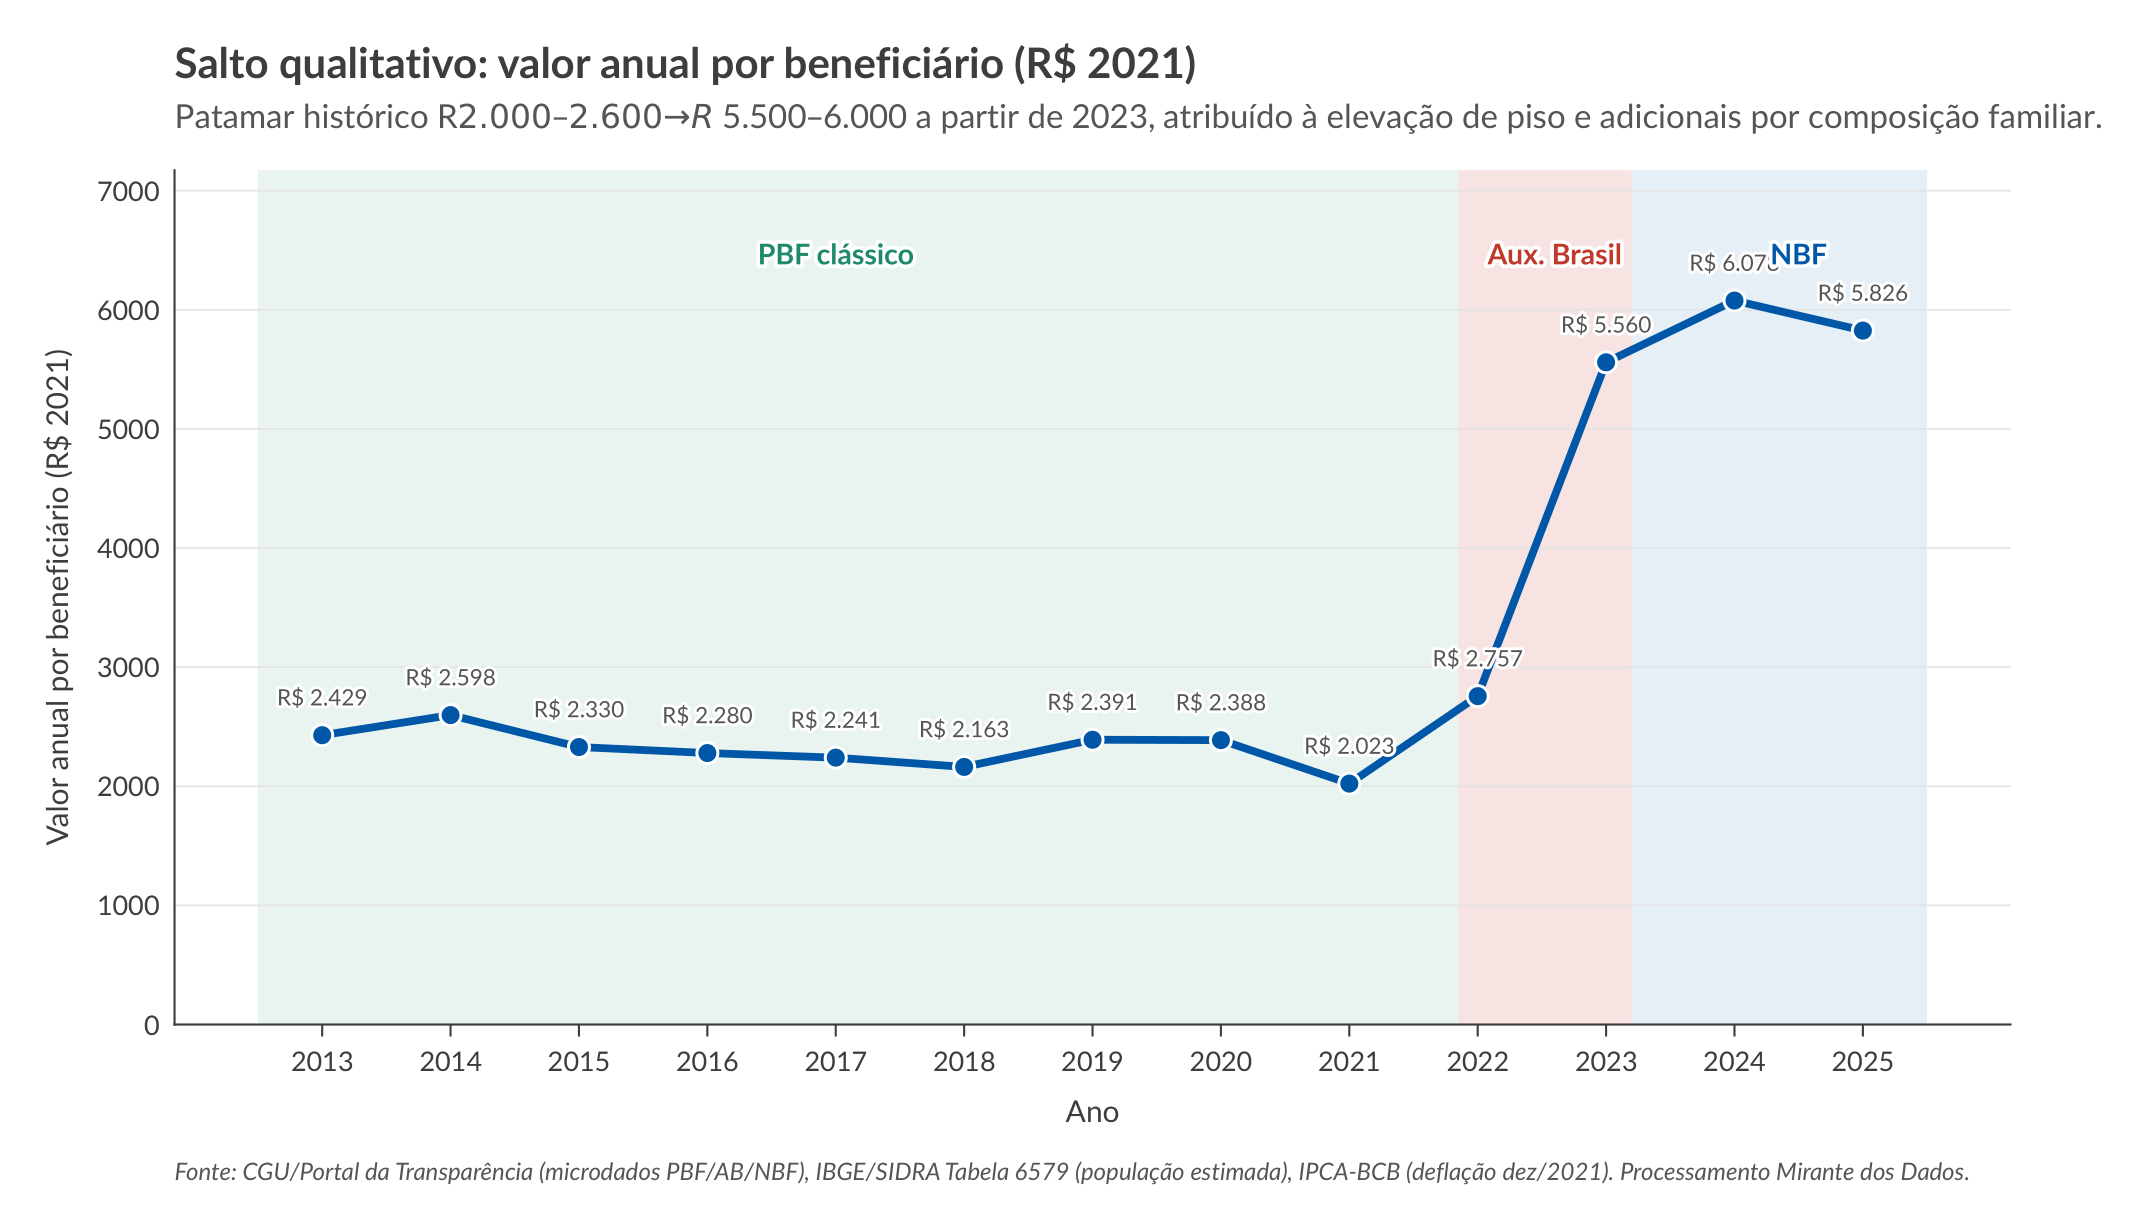 Salto qualitativo: valor anual por beneficiário (R$ 2021)
Patamar histórico R2.000–2.600→R 5.500–6.000 a partir de 2023, atribuído à elevação de piso e adicionais por composição familiar.
Valor anual por beneficiário (R$ 2021)
7000
6000
5000
4000
3000
2000
1000
0
PBF clássico
Aux. Brasil
NBF
R$ 2.429
R$ 2.598
R$ 2.330
R$ 2.280
R$ 2.241
R$ 2.163
R$ 2.391
R$ 2.388
R$ 2.023
R$ 2.757
R$ 5.560
R$
R$ 5.826
2013 2014 2015 2016 2017 2018 2019 2020 2021 2022 2023 2024 2025
Ano
Fonte: CGU/Portal da Transparência (microdados PBF/AB/NBF), IBGE/SIDRA Tabela 6579 (população estimada), IPCA-BCB (deflação dez/2021). Processamento Mirante dos Dados.